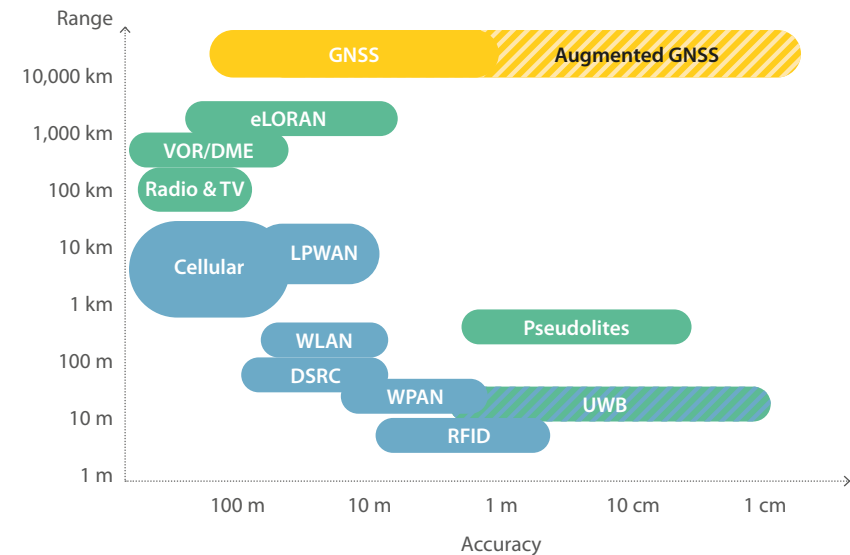 Range
GNSS
Augmented GNSS
10,000 km
eLORAN
1,000 km
VOR/DME
100 km
Radio & TV
10 km
LPWAN
Cellular
1 km
Pseudolites
WLAN
100 m
DSRC
WPAN
UWB
10 m
RFID
1 m
100 m
10 m
1 m
10 cm
1 cm
Accuracy